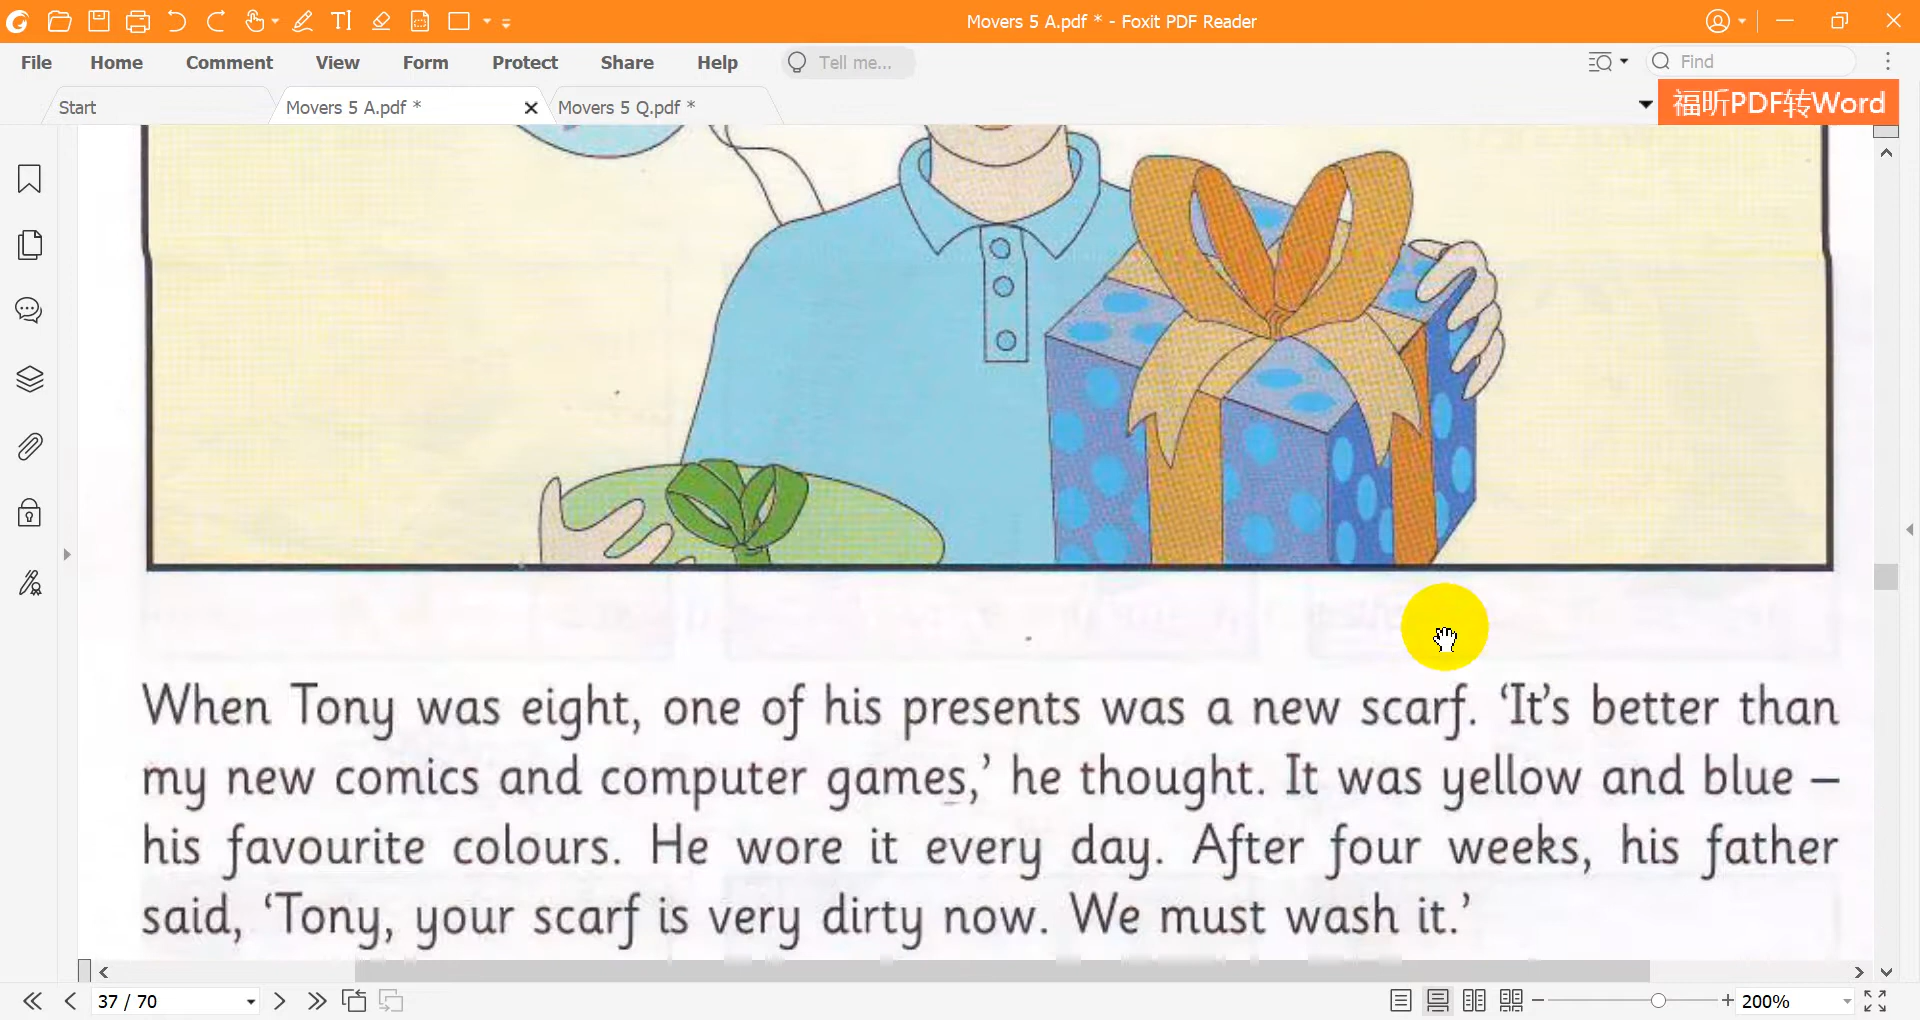 Movers 5 A.pdf * - Foxit PDF Reader
File Home Comment View Form Protect Share Help Tell me... Find
Start Movers 5 A.pdf * Movers 5 Q.pdf * 福昕PDF转Word
When Tony was eight, one of his presents was a new scarf. ‘It’s better than
my new comics and computer games,’ he thought. It was yellow and blue –
his favourite colours. He wore it every day. After four weeks, his father
said, ‘Tony, your scarf is very dirty now. We must wash it.’
37 / 70 200%